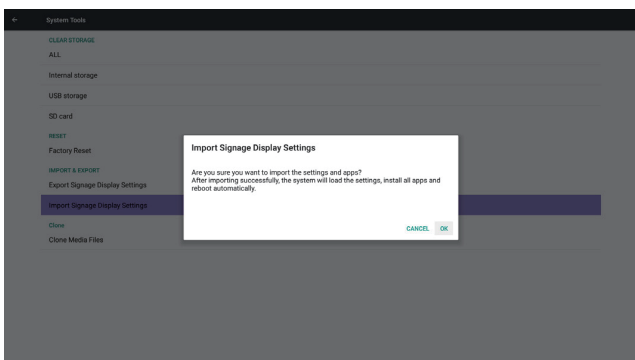 System Tools
CLEAR STORAGE
ALL
Internal storage
USB storage
SD card
RESET
Factory Reset
IMPORT & EXPORT
Export Signage Display Settings
Import Signage Display Settings
Clone
Clone Media Files
Import Signage Display Settings
Are you sure you want to import the settings and apps?
After importing successfully, the system will load the settings, install all apps and
reboot automatically.
CANCEL OK